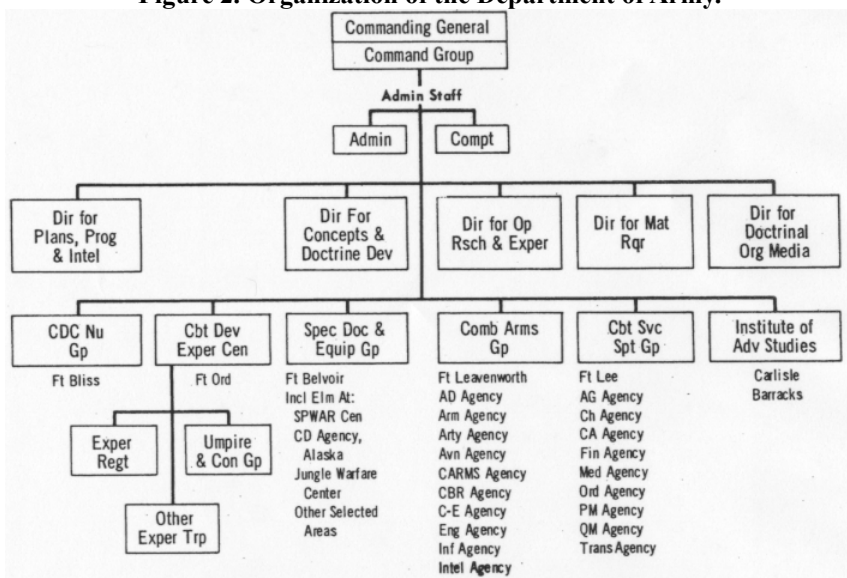 Figure 2. Organization of the Department of Army.
Commanding General
Command Group
Admin Staff
Admin
Compt
Dir for
Plans, Prog
& Intel
Dir For
Concepts &
Doctrine Dev
Dir for Op
Rsch & Exper
Dir for Mat
Rqr
Dir for
Doctrinal
Org Media
CDC Nu
Gp
Ft Bliss
Cbt Dev
Exper Cen
Ft Ord
Exper
Regt
Umpire
& Con Gp
Other
Exper Trp
Spec Doc &
Equip Gp
Ft Belvoir
Incl Elm At:
SPWAR Cen
CD Agency,
Alaska
Jungle Warfare
Center
Other Selected
Areas
Comb Arms
Gp
Ft Leavenworth
AD Agency
Arm Agency
Arty Agency
Avn Agency
CARMS Agency
CBR Agency
C-E Agency
Eng Agency
Inf Agency
Intel Agency
Cbt Svc
Spt Gp
Ft Lee
AG Agency
Ch Agency
CA Agency
Fin Agency
Med Agency
Ord Agency
PM Agency
QM Agency
Trans Agency
Institute of
Adv Studies
Carlisle
Barracks